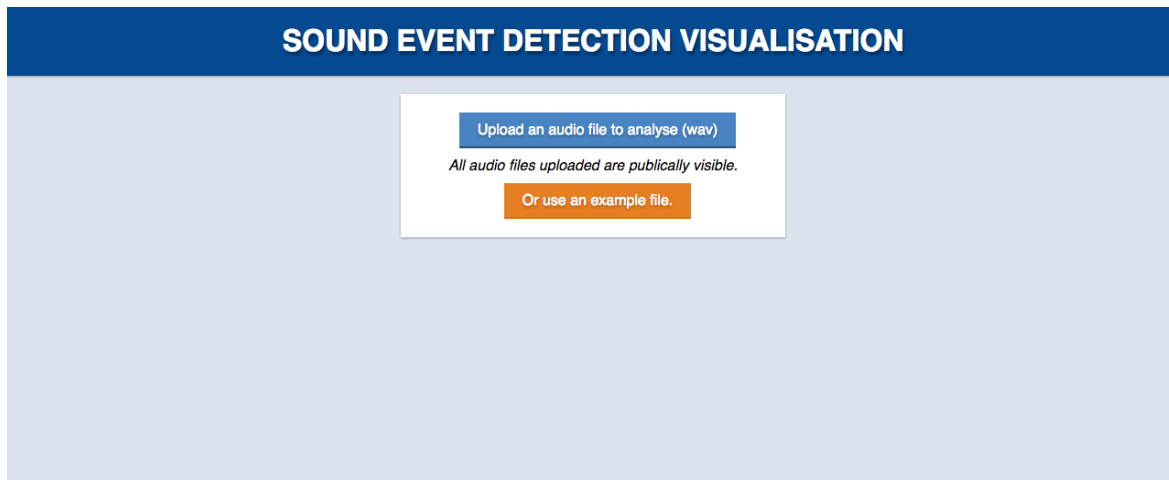 SOUND EVENT DETECTION VISUALISATION
Upload an audio file to analyse (wav)
All audio files uploaded are publically visible.
Or use an example file.